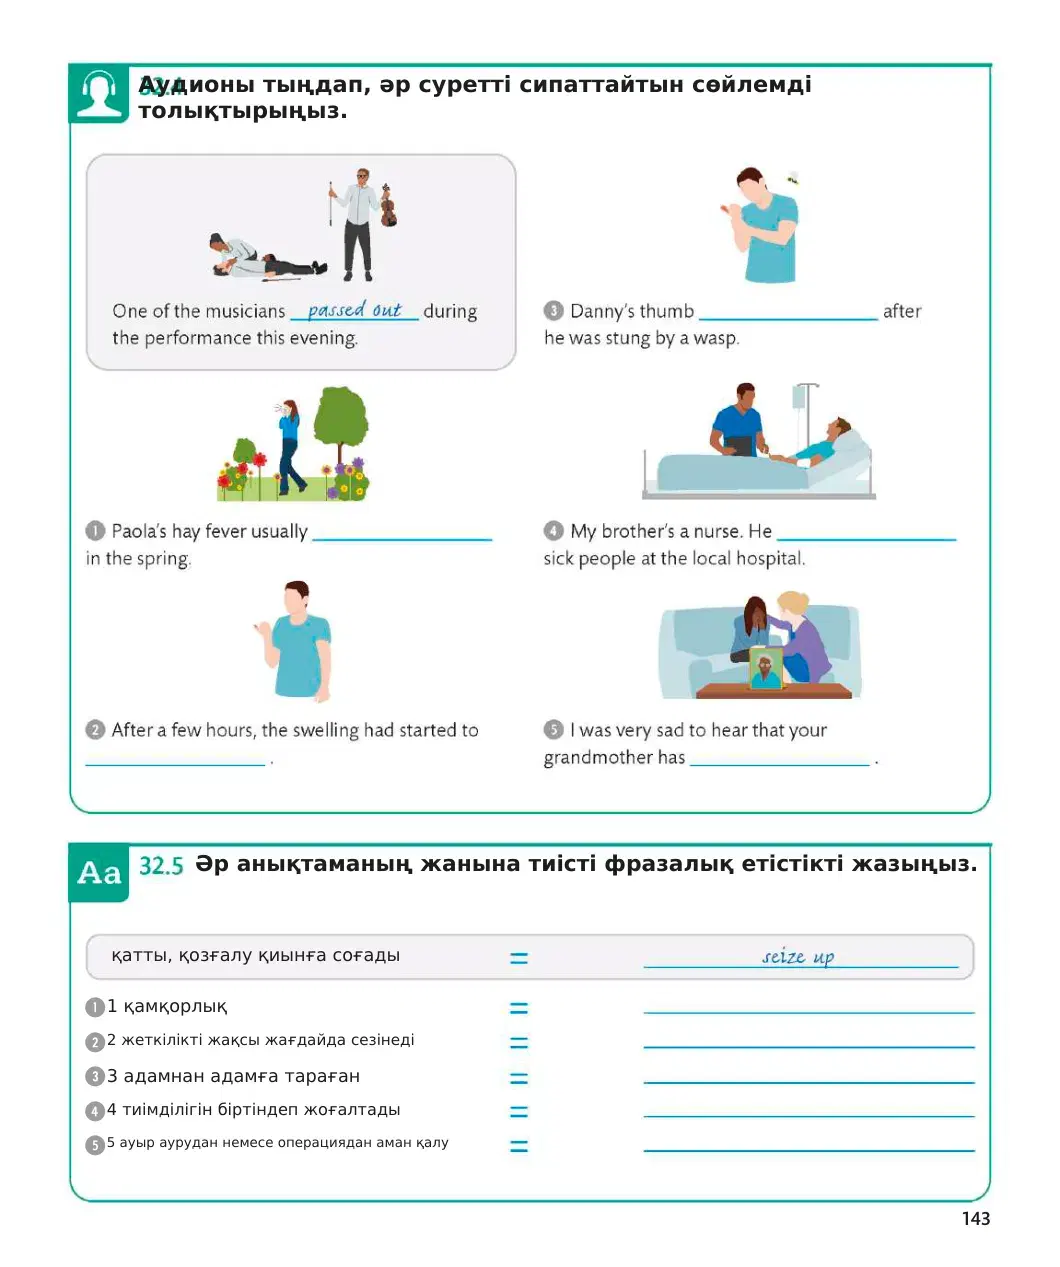 32.4 Аудионы тыңдап, әр суретті сипаттайтын сөйлемді
толықтырыңыз.
One of the musicians passed out during
the performance this evening.
1 Paola's hay fever usually
in the spring.
2 After a few hours, the swelling had started to
.
3 Danny's thumb after
he was stung by a wasp.
4 My brother's a nurse. He
sick people at the local hospital.
5 I was very sad to hear that your
grandmother has .
Aa 32.5 Әр анықтаманың жанына тиісті фразалық етістікті жазыңыз.
қатты, қозғалу қиынға соғады = seize up
1 1 қамқорлық =
2 2 жеткілікті жақсы жағдайда сезінеді =
3 3 адамнан адамға тараған =
4 4 тиімділігін біртіндеп жоғалтады =
5 5 ауыр аурудан немесе операциядан аман қалу =
143